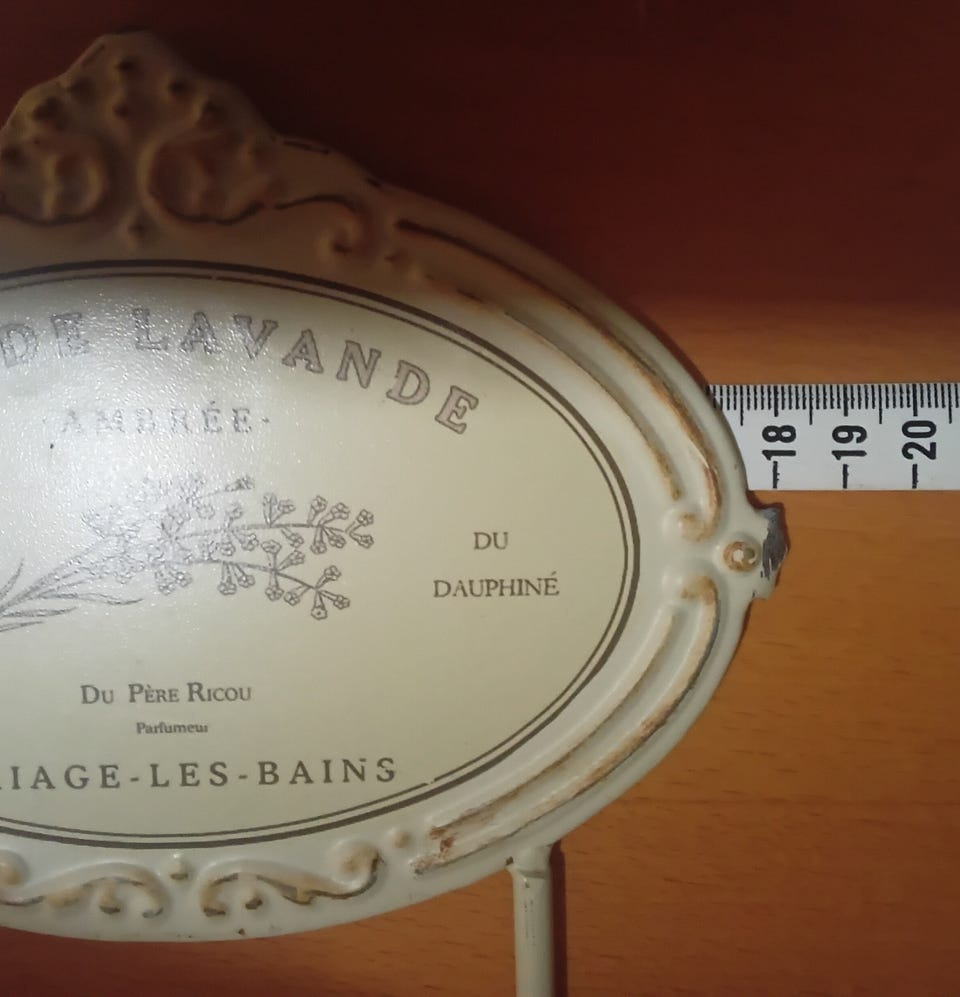 DE LAVANDE
-AMBRÉE-
DU
DAUPHINÉ
DU PÈRE RICOU
Parfumeur
IAGE-LES-BAINS
18 19 20